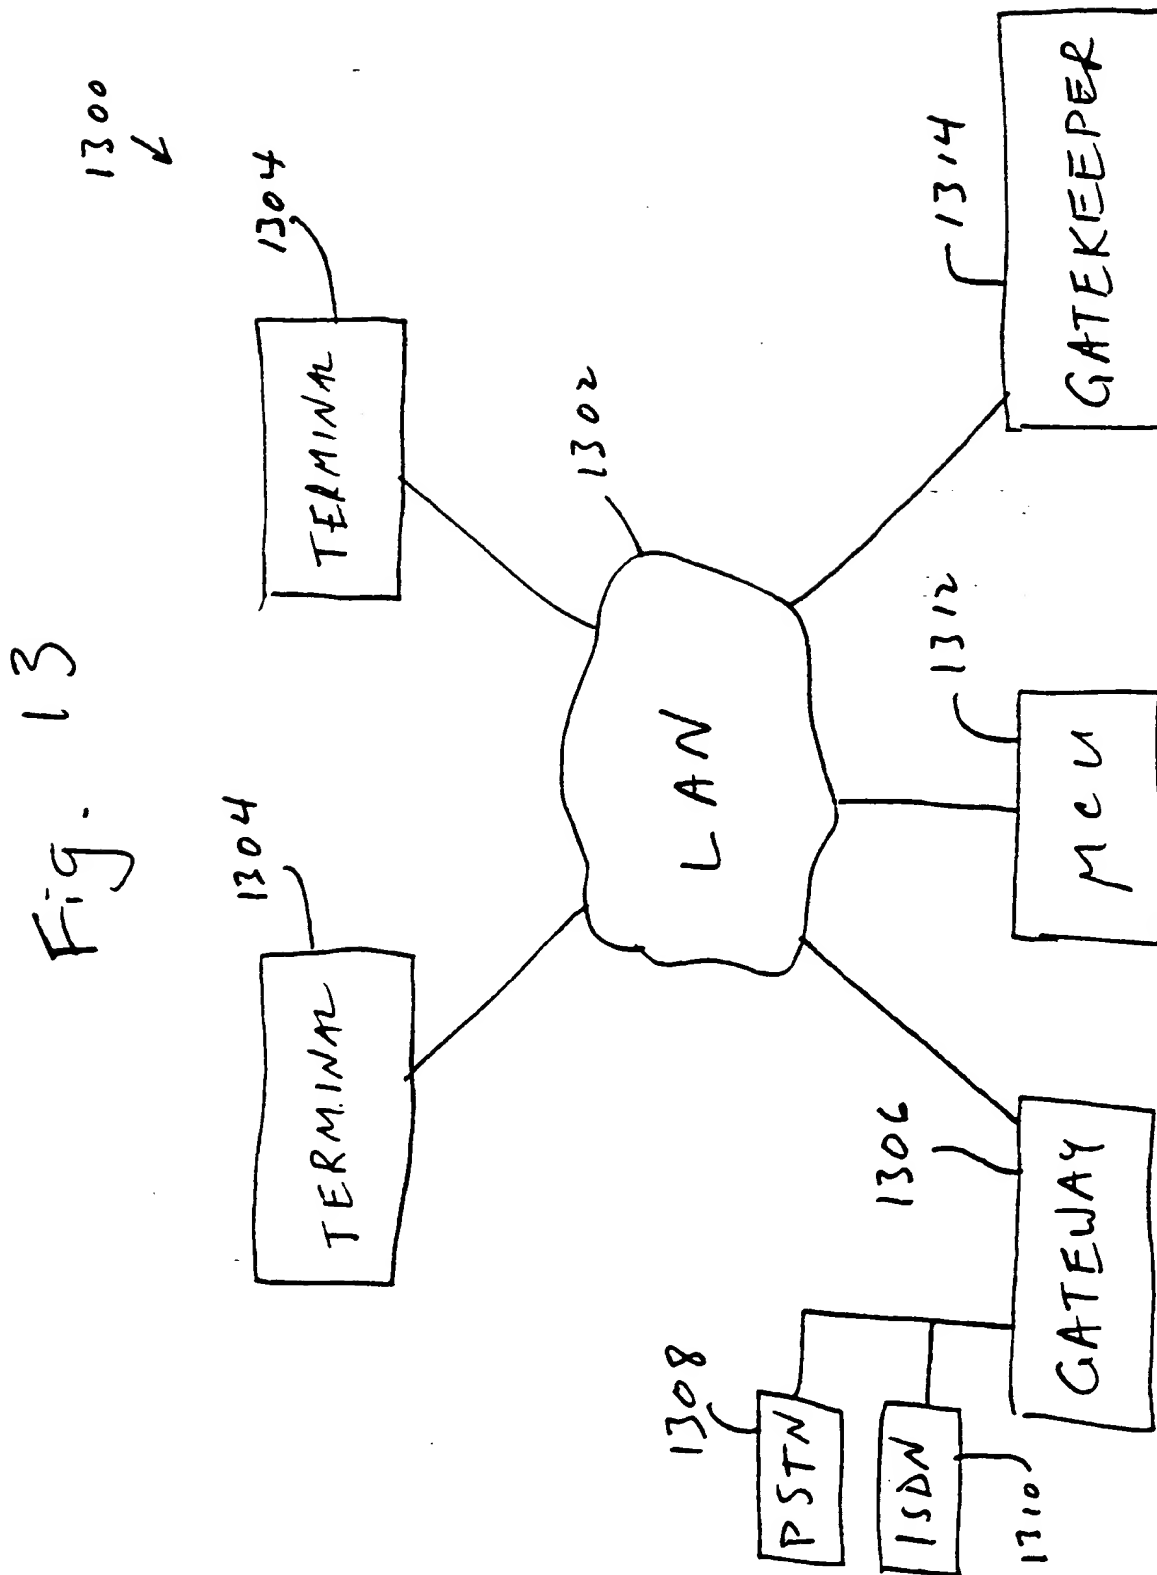 Fig. 13
1300
1304
TERMINAL
1304
TERMINAL
1302
LAN
1308
PSTN
ISDN
1310
1306
GATEWAY
1312
MCU
1314
GATEKEEPER